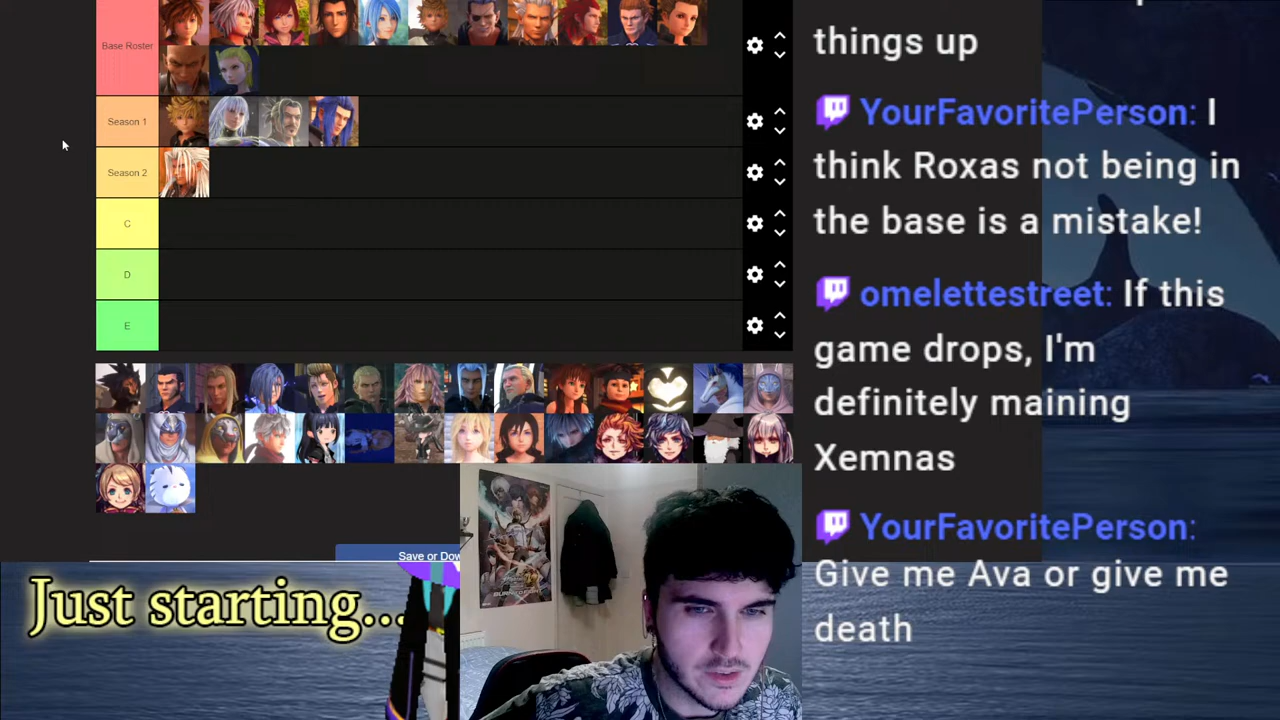 things up
Base Roster
YourFavoritePerson: I
think Roxas not being in
the base is a mistake!
Season 1
Season 2
C
D
E
omelettestreet: If this
game drops, I'm
definitely maining
Xemnas
YourFavoritePerson:
Give me Ava or give me
death
Save or Dow
Just starting...